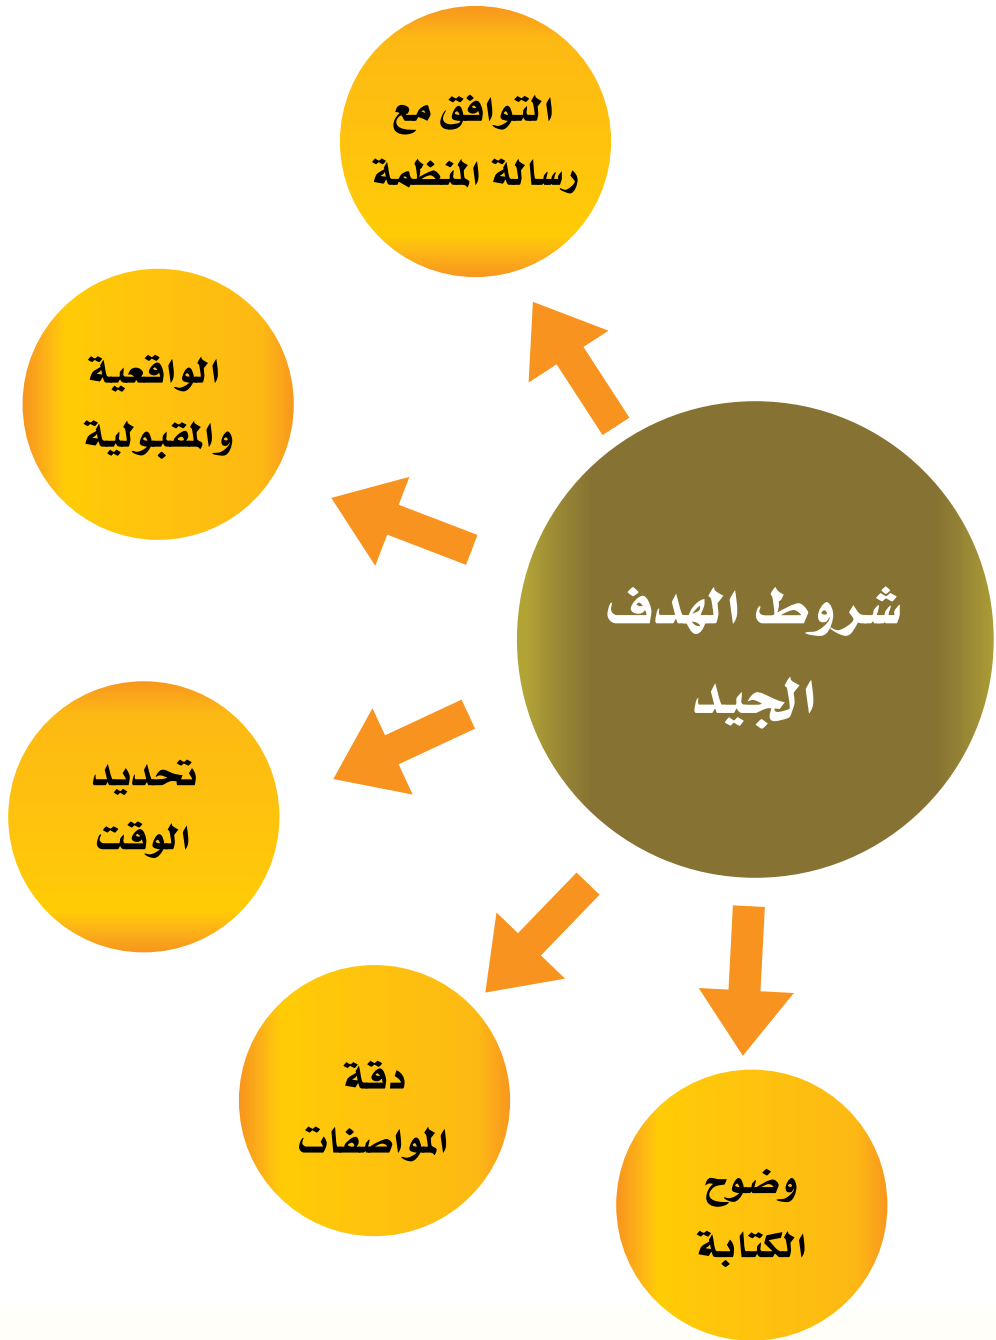 التوافق مع
رسالة المنظمة
الواقعية
والمقبولية
شروط الهدف
الجيد
تحديد
الوقت
دقة
المواصفات
وضوح
الكتابة